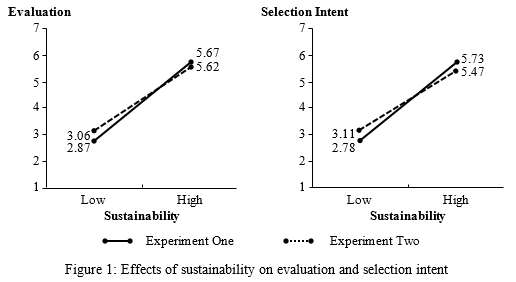 Evaluation
7
6
5
4
3
2
1
5.67
5.62
3.06
2.87
Low High
Sustainability
Selection Intent
7
6
5
4
3
2
1
5.73
5.47
3.11
2.78
Low High
Sustainability
Experiment One Experiment Two
Figure 1: Effects of sustainability on evaluation and selection intent